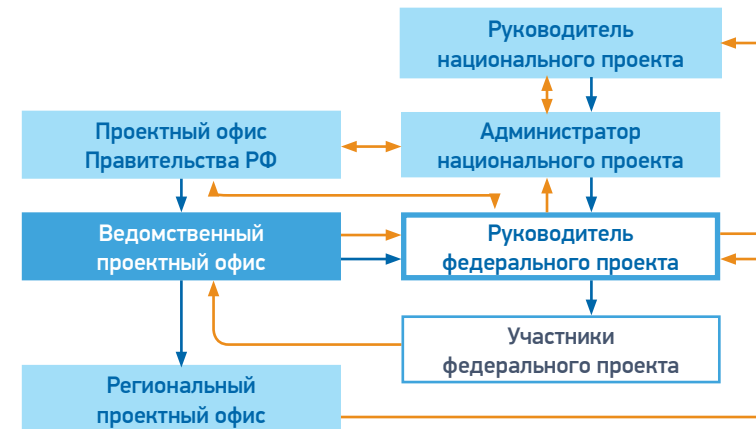 Руководитель
национального проекта
Проектный офис
Правительства РФ
Администратор
национального проекта
Ведомственный
проектный офис
Руководитель
федерального проекта
Участники
федерального проекта
Региональный
проектный офис